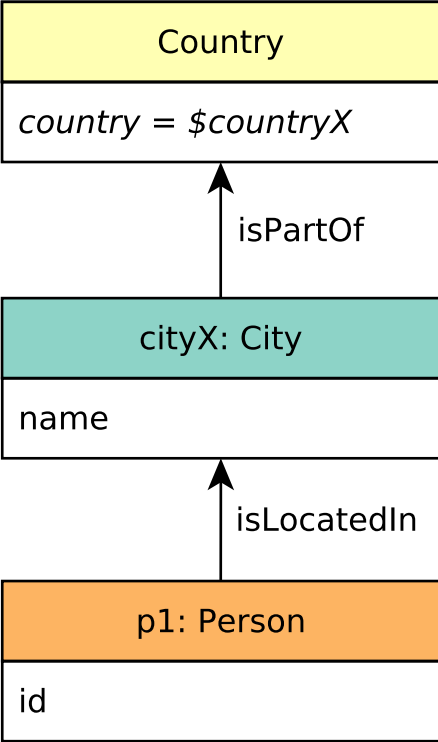 Country
country = $countryX
isPartOf
cityX: City
name
isLocatedIn
p1: Person
id